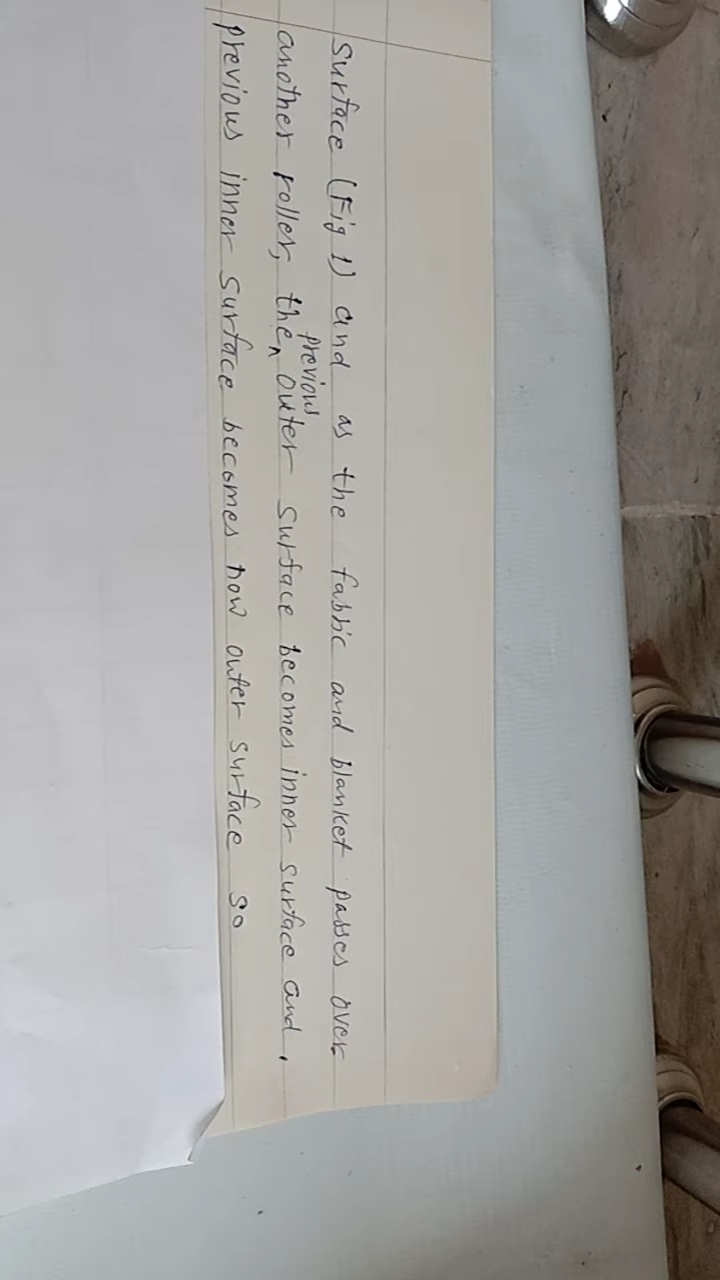 surface (Fig 1) and as the fabric and blanket passes over
another roller, the previous outer surface becomes inner surface and,
previous inner surface becomes now outer surface so